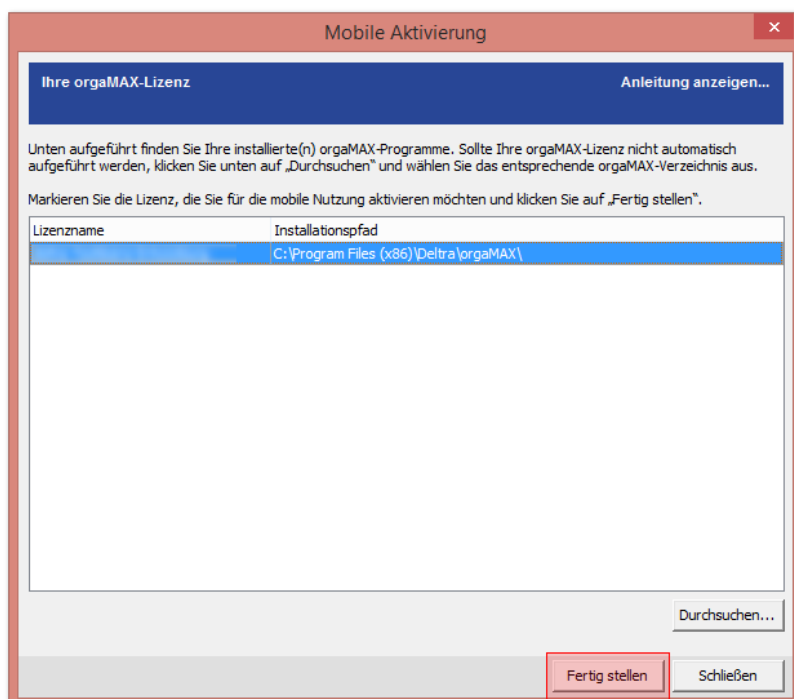 Mobile Aktivierung
Ihre orgaMAX-Lizenz
Anleitung anzeigen...
Unten aufgeführt finden Sie Ihre installierte(n) orgaMAX-Programme. Sollte Ihre orgaMAX-Lizenz nicht automatisch
aufgeführt werden, klicken Sie unten auf „Durchsuchen" und wählen Sie das entsprechende orgaMAX-Verzeichnis aus.
Markieren Sie die Lizenz, die Sie für die mobile Nutzung aktivieren möchten und klicken Sie auf „Fertig stellen".
Lizenzname
Installationspfad
C:\Program Files (x86)\Deltra\orgaMAX\
Durchsuchen...
Fertig stellen
Schließen